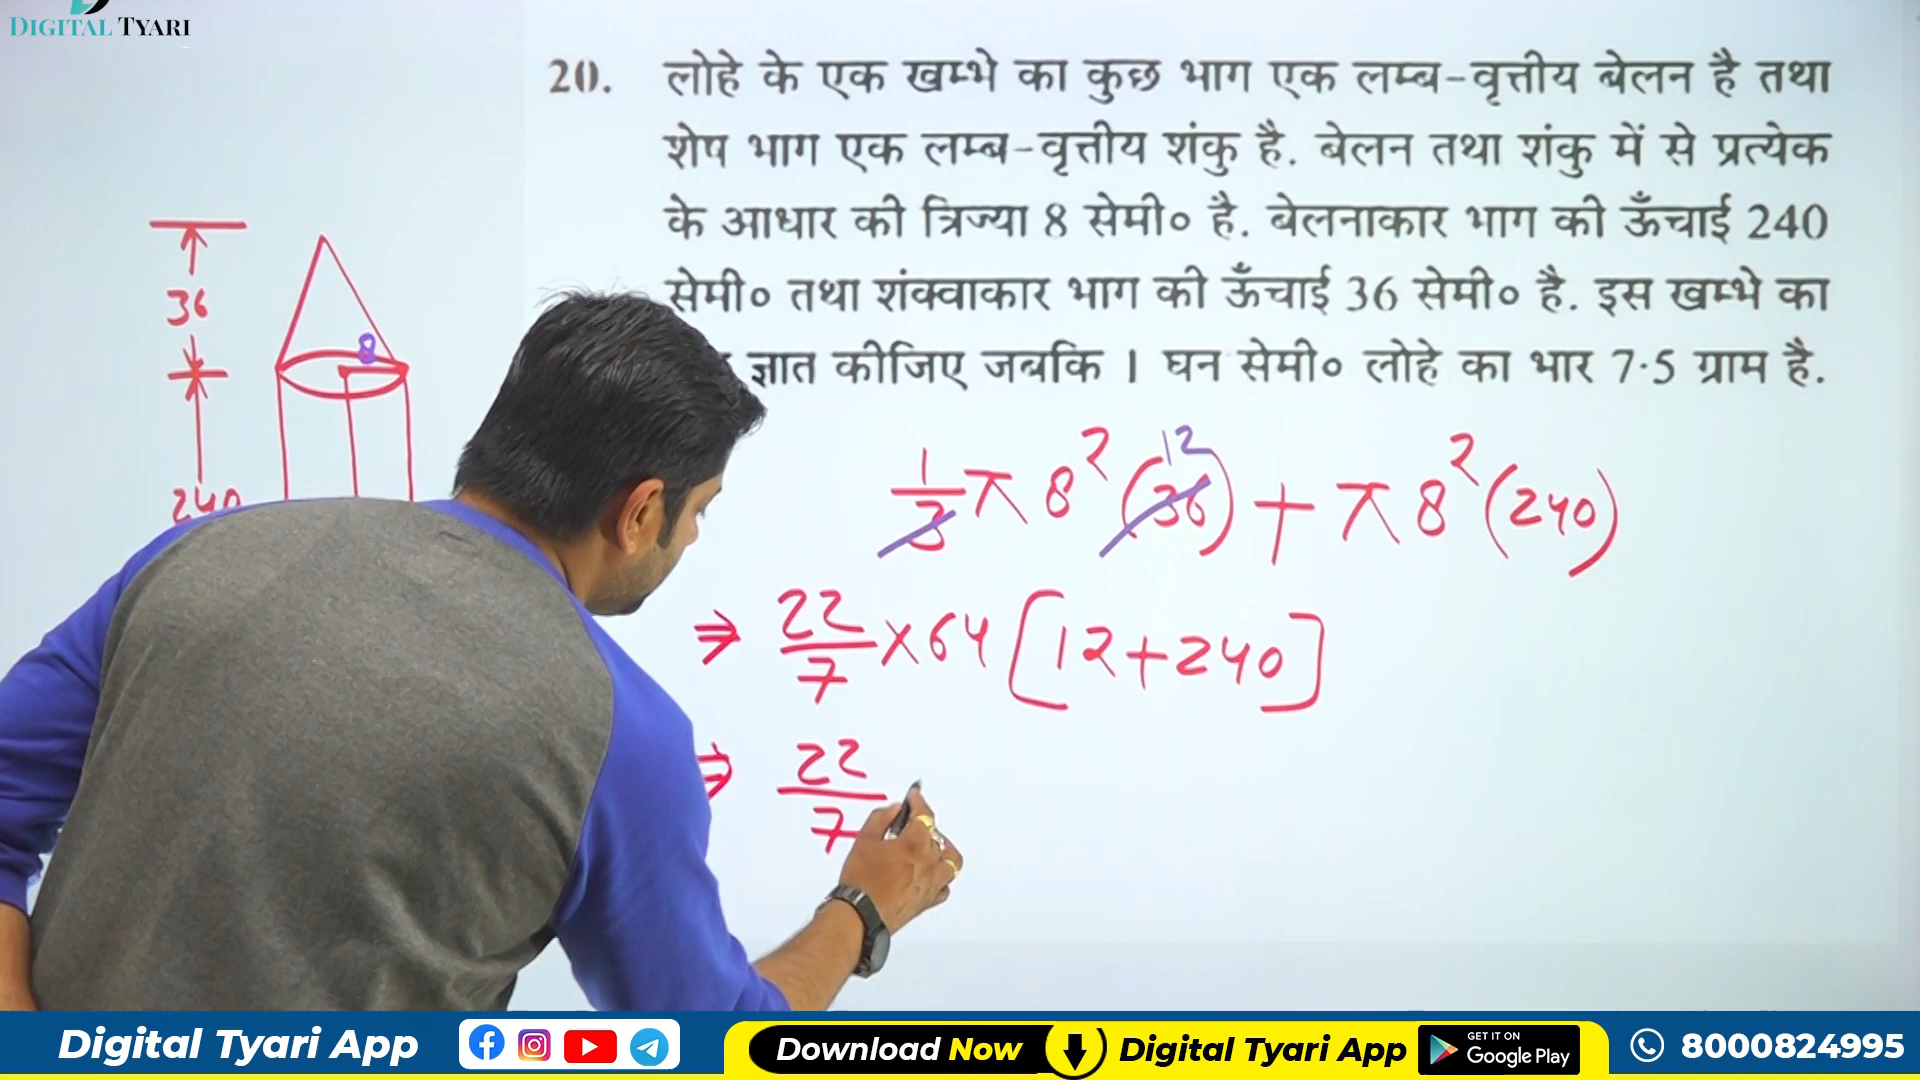 DIGITAL TYARI
20. लोहे के एक खम्भे का कुछ भाग एक लम्ब-वृत्तीय बेलन है तथा
शेष भाग एक लम्ब-वृत्तीय शंकु है. बेलन तथा शंकु में से प्रत्येक
के आधार की त्रिज्या 8 सेमी० है. बेलनाकार भाग की ऊँचाई 240
सेमी० तथा शंक्वाकार भाग की ऊँचाई 36 सेमी० है. इस खम्भे का
ज्ञात कीजिए जबकि 1 घन सेमी० लोहे का भार 7·5 ग्राम है.
36
8
240
12
1/3 π 8² (36) + π 8² (240)
⇒ 22/7 × 64 [12+240]
⇒ 22/7
Digital Tyari App
Download Now
Digital Tyari App
GET IT ON
Google Play
8000824995